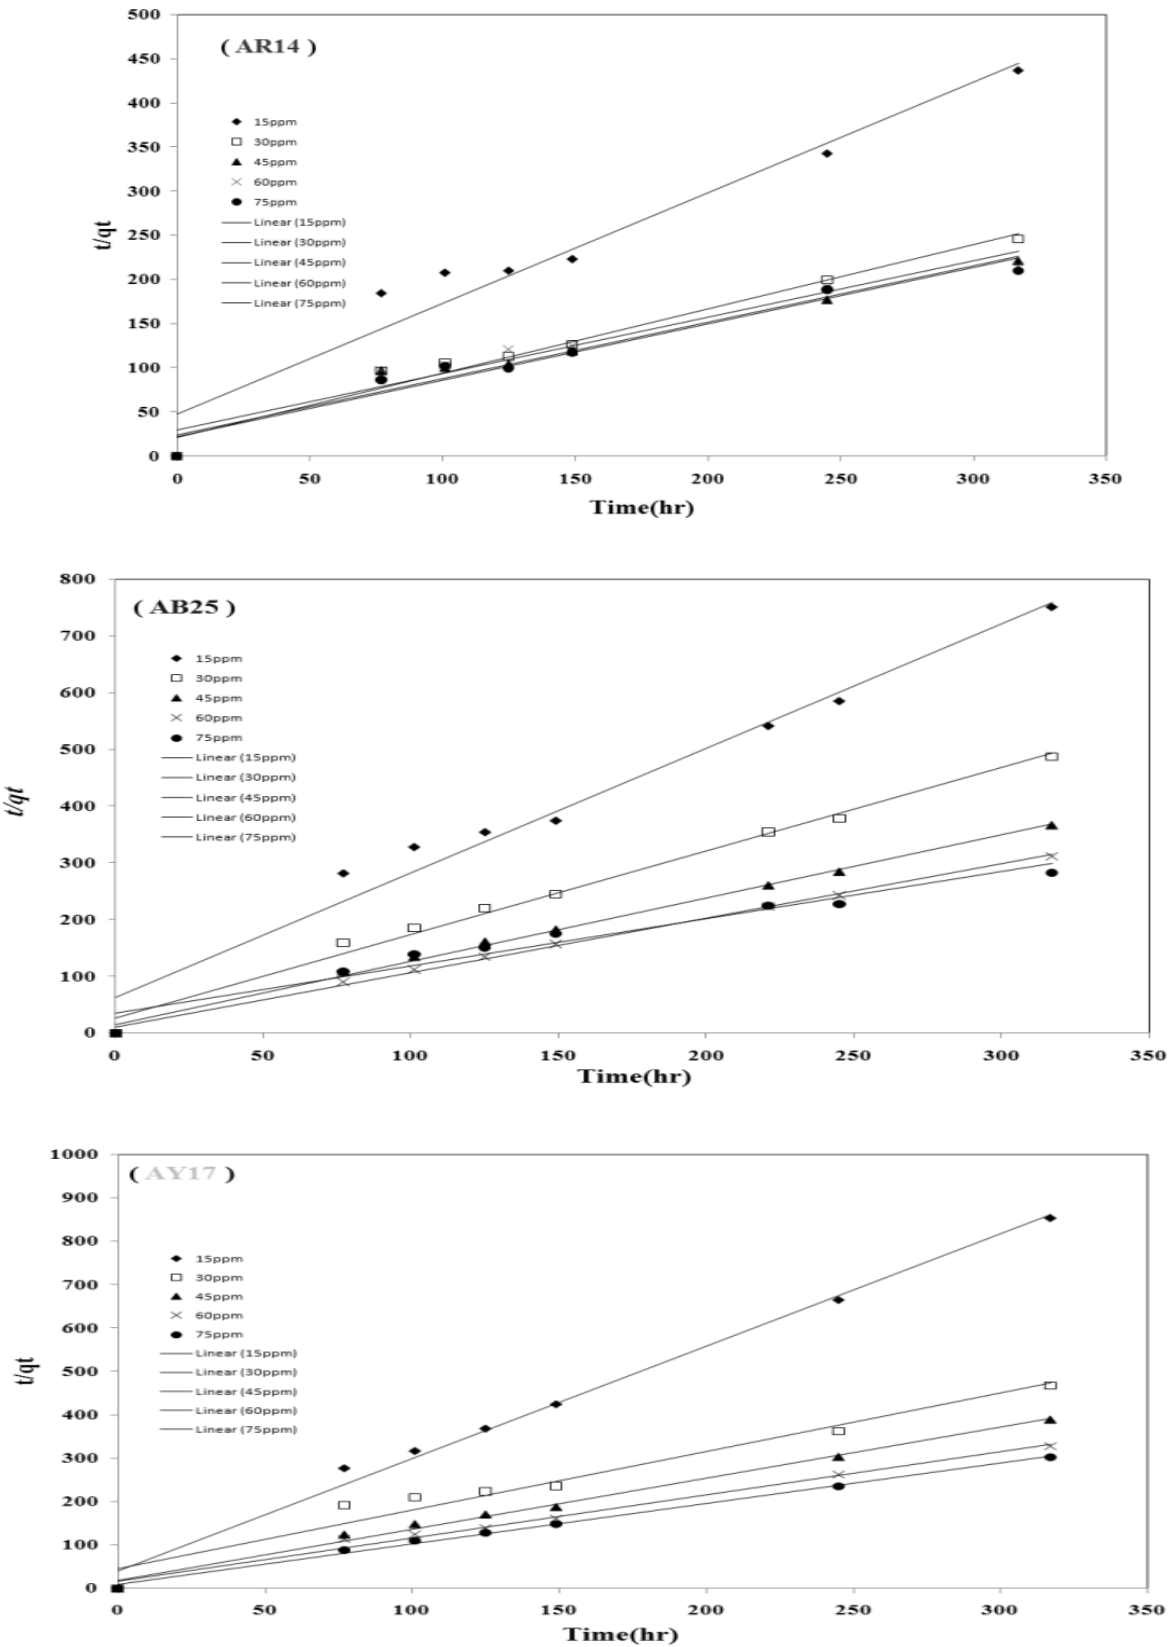 500
450
400
350
300
250
200
150
100
50
0
t/qt
( AR14 )
15ppm
30ppm
45ppm
60ppm
75ppm
Linear (15ppm)
Linear (30ppm)
Linear (45ppm)
Linear (60ppm)
Linear (75ppm)
0 50 100 150 200 250 300 350
Time(hr)
800
700
600
500
400
300
200
100
0
t/qt
( AB25 )
15ppm
30ppm
45ppm
60ppm
75ppm
Linear (15ppm)
Linear (30ppm)
Linear (45ppm)
Linear (60ppm)
Linear (75ppm)
0 50 100 150 200 250 300 350
Time(hr)
1000
900
800
700
600
500
400
300
200
100
0
t/qt
( AY17 )
15ppm
30ppm
45ppm
60ppm
75ppm
Linear (15ppm)
Linear (30ppm)
Linear (45ppm)
Linear (60ppm)
Linear (75ppm)
0 50 100 150 200 250 300 350
Time(hr)